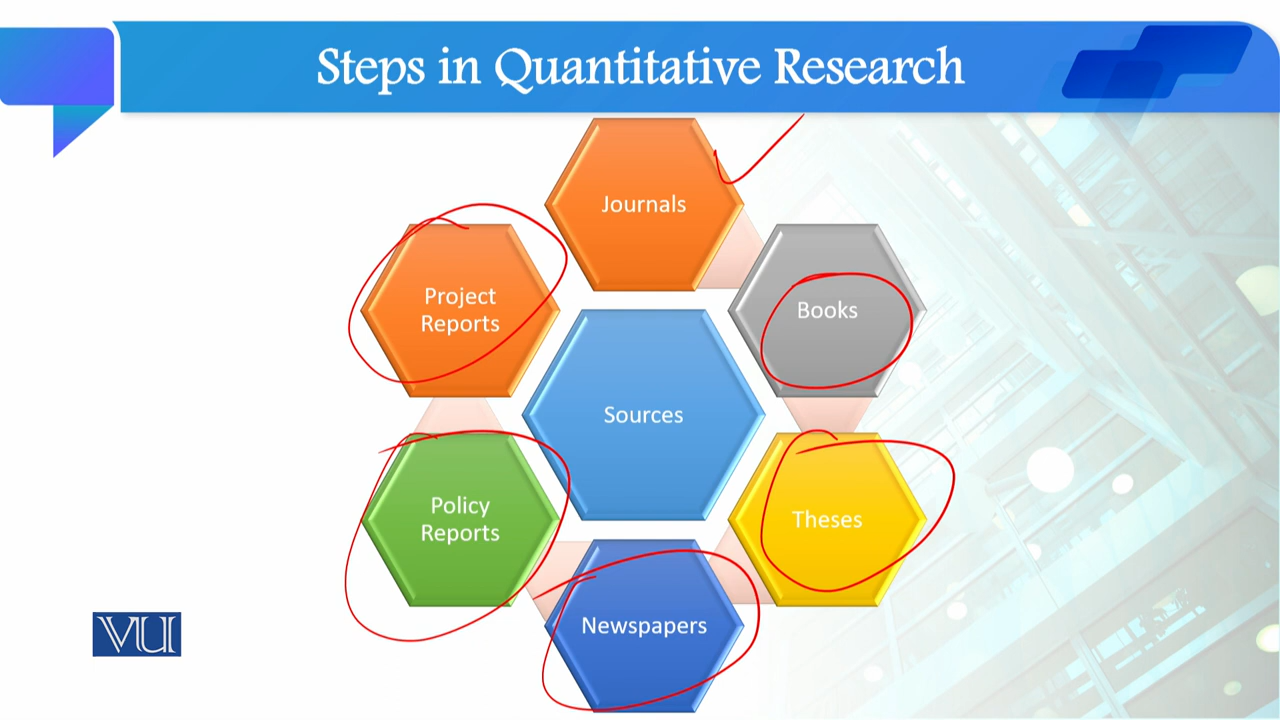 Steps in Quantitative Research
Journals
Project
Reports
Books
Sources
Policy
Reports
Theses
Newspapers
VU